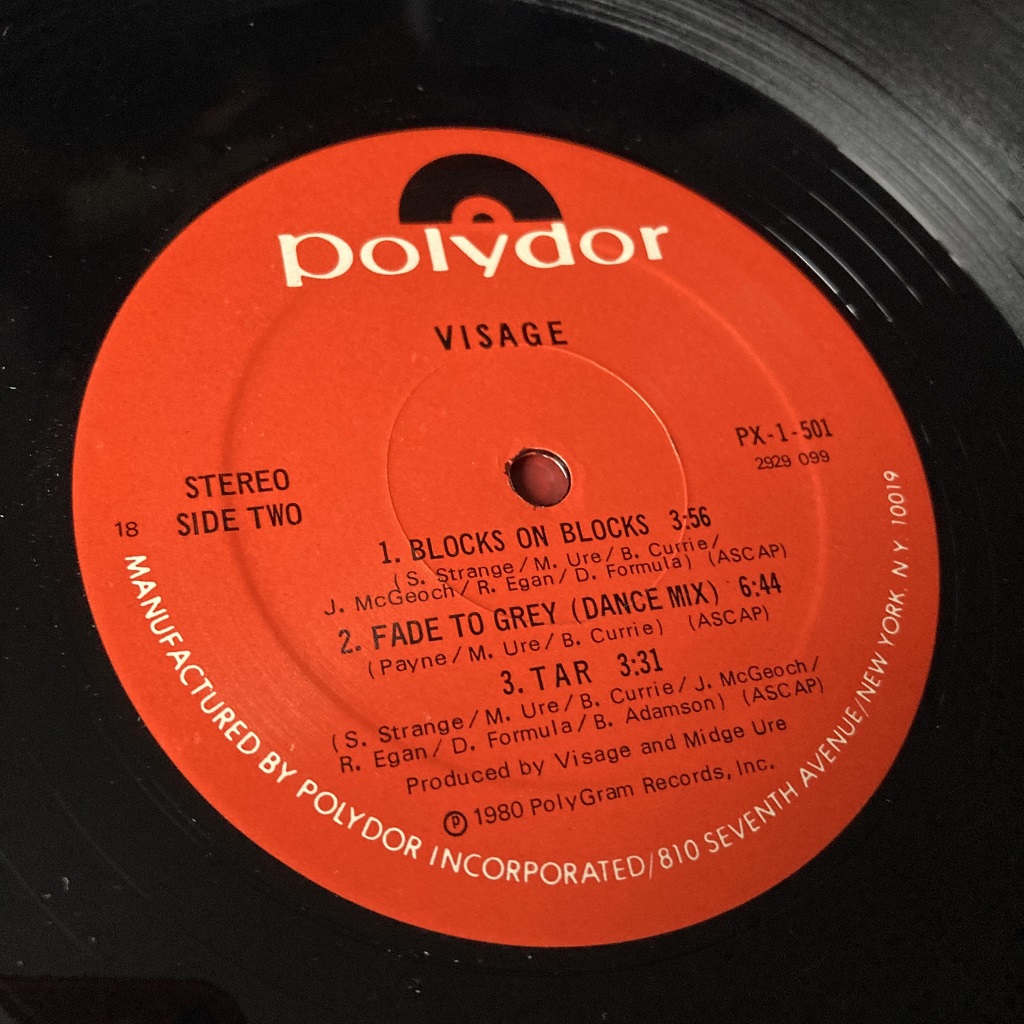 polydor
VISAGE
PX-1-501
2929 099
STEREO
SIDE TWO
18
1. BLOCKS ON BLOCKS 3:56
(S. Strange/M. Ure/B. Currie/
J. McGeoch/R. Egan/D. Formula) (ASCAP)
2. FADE TO GREY (DANCE MIX) 6:44
(Payne/M. Ure/B. Currie) (ASCAP)
3. TAR 3:31
(S. Strange/M. Ure/B. Currie/J. McGeoch/
R. Egan/D. Formula/B. Adamson) (ASCAP)
Produced by Visage and Midge Ure
℗ 1980 PolyGram Records, Inc.
MANUFACTURED BY POLYDOR INCORPORATED/810 SEVENTH AVENUE/NEW YORK, N.Y. 10019